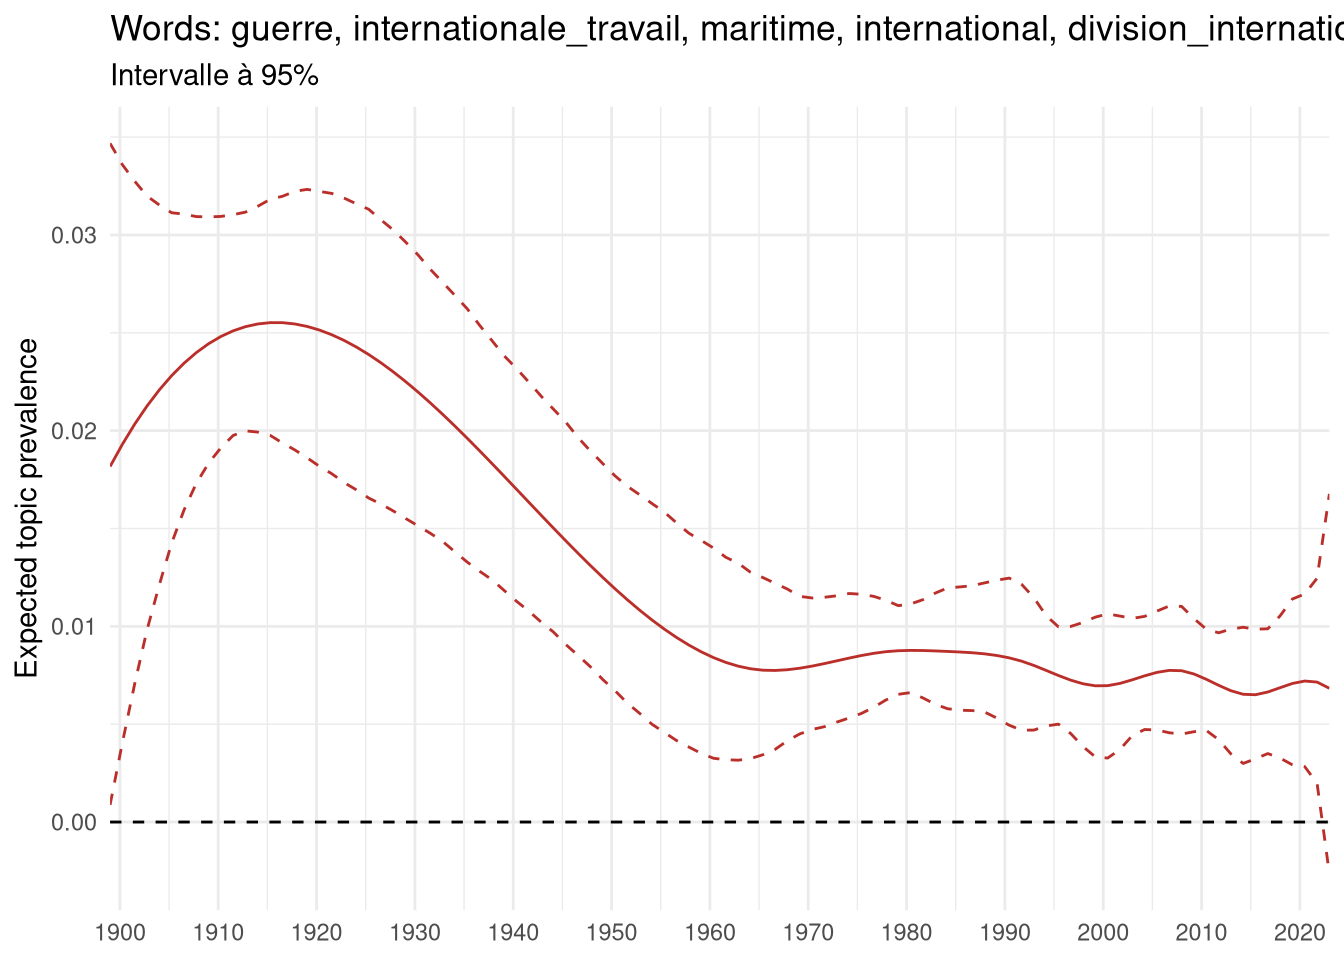 Words: guerre, internationale_travail, maritime, international, division_internatio
Intervalle à 95%
Expected topic prevalence
0.03
0.02
0.01
0.00
1900 1910 1920 1930 1940 1950 1960 1970 1980 1990 2000 2010 2020